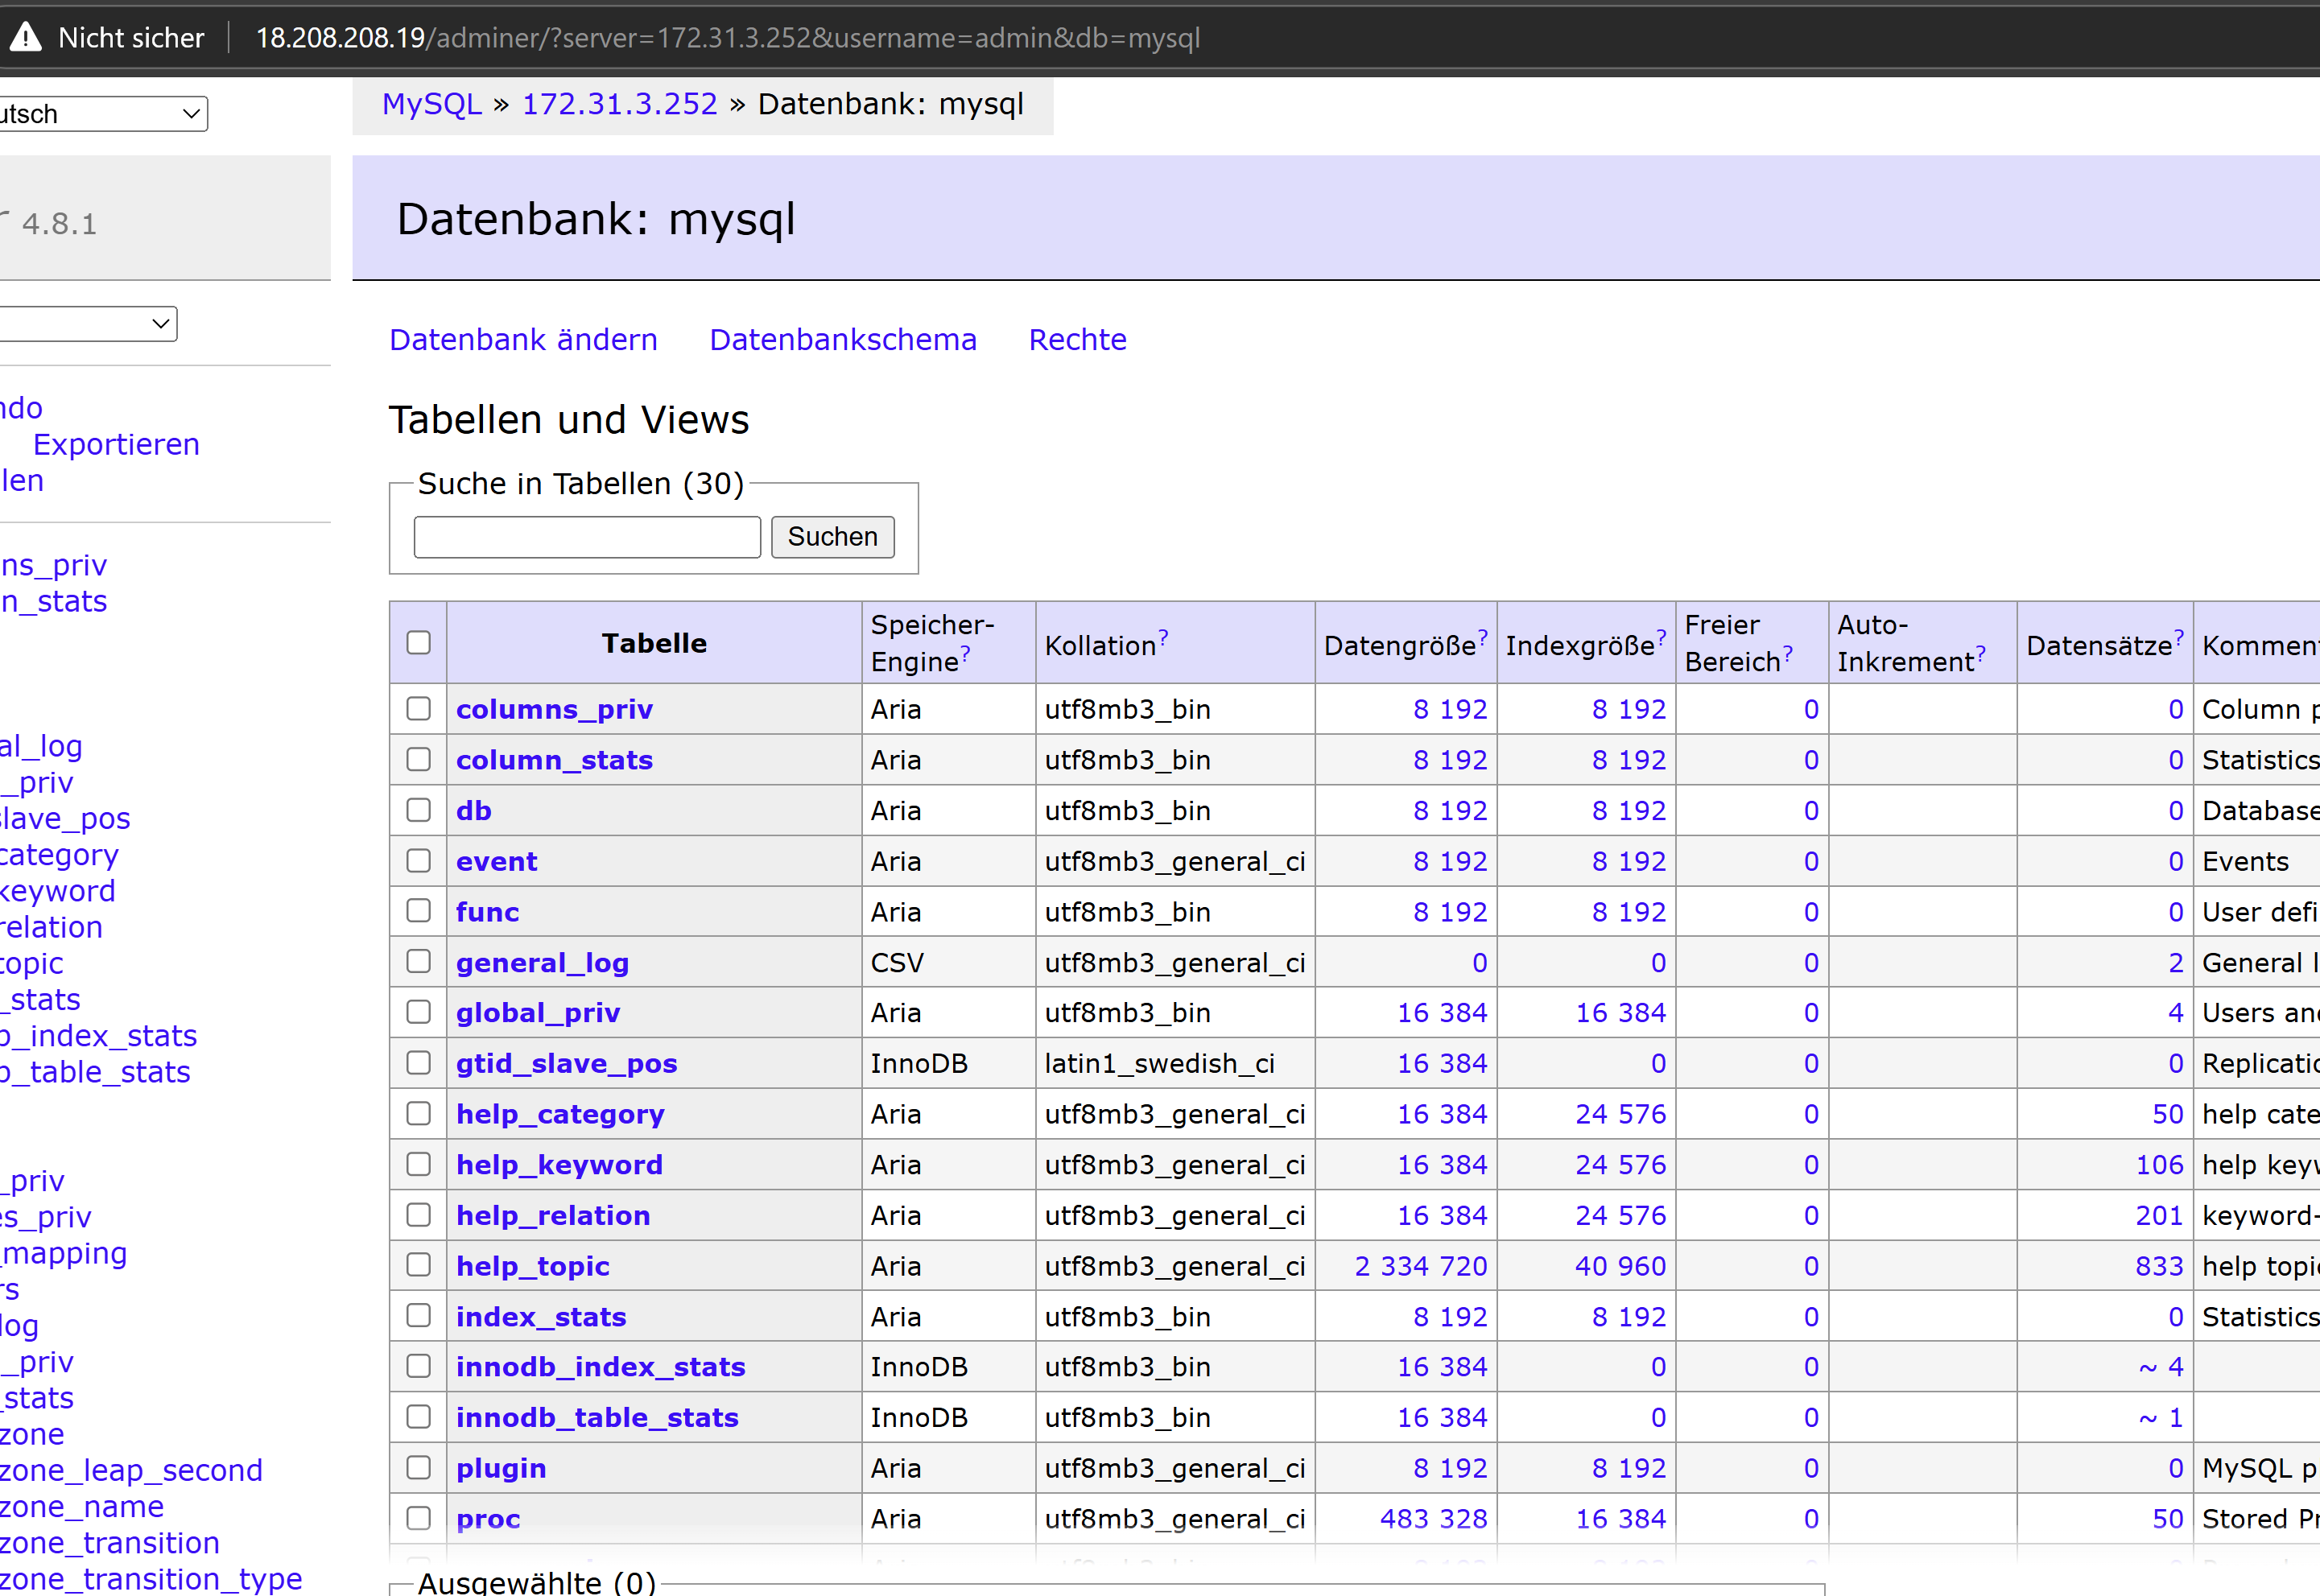 Nicht sicher 18.208.208.19/adminer/?server=172.31.3.252&username=admin&db=mysql
utsch
MySQL » 172.31.3.252 » Datenbank: mysql
4.8.1
Datenbank: mysql
Datenbank ändern Datenbankschema Rechte
ndo
Exportieren
len
ns_priv
n_stats
al_log
_priv
slave_pos
category
keyword
relation
topic
_stats
b_index_stats
b_table_stats
_priv
es_priv
_mapping
rs
log
_priv
_stats
zone
zone_leap_second
zone_name
zone_transition
zone_transition_type
Tabellen und Views
Suche in Tabellen (30)
Suchen
Tabelle Speicher-Engine? Kollation? Datengröße? Indexgröße? Freier Bereich? Auto-Inkrement? Datensätze? Komment
columns_priv Aria utf8mb3_bin 8 192 8 192 0 0 Column p
column_stats Aria utf8mb3_bin 8 192 8 192 0 0 Statistics
db Aria utf8mb3_bin 8 192 8 192 0 0 Database
event Aria utf8mb3_general_ci 8 192 8 192 0 0 Events
func Aria utf8mb3_bin 8 192 8 192 0 0 User defi
general_log CSV utf8mb3_general_ci 0 0 0 2 General l
global_priv Aria utf8mb3_bin 16 384 16 384 0 4 Users and
gtid_slave_pos InnoDB latin1_swedish_ci 16 384 0 0 0 Replicatio
help_category Aria utf8mb3_general_ci 16 384 24 576 0 50 help cate
help_keyword Aria utf8mb3_general_ci 16 384 24 576 0 106 help keyw
help_relation Aria utf8mb3_general_ci 16 384 24 576 0 201 keyword-
help_topic Aria utf8mb3_general_ci 2 334 720 40 960 0 833 help topic
index_stats Aria utf8mb3_bin 8 192 8 192 0 0 Statistics
innodb_index_stats InnoDB utf8mb3_bin 16 384 0 0 ~ 4
innodb_table_stats InnoDB utf8mb3_bin 16 384 0 0 ~ 1
plugin Aria utf8mb3_general_ci 8 192 8 192 0 0 MySQL p
proc Aria utf8mb3_general_ci 483 328 16 384 0 50 Stored Pr
Ausgewählte (0)